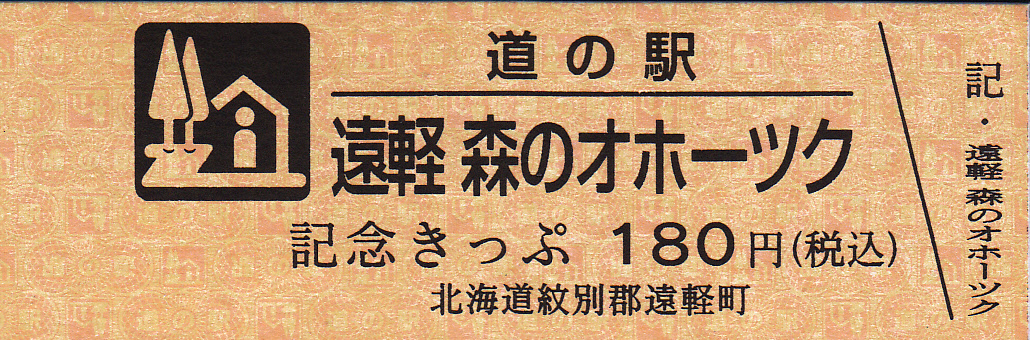 道の駅
遠軽 森のオホーツク
記念きっぷ 180円(税込)
北海道紋別郡遠軽町
記・遠軽 森のオホーツク